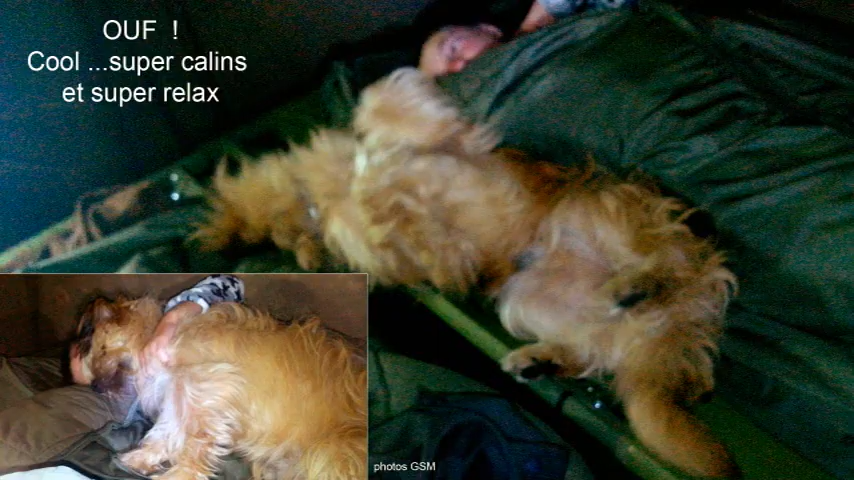 OUF  !
Cool ...super calins
et super relax
photos GSM